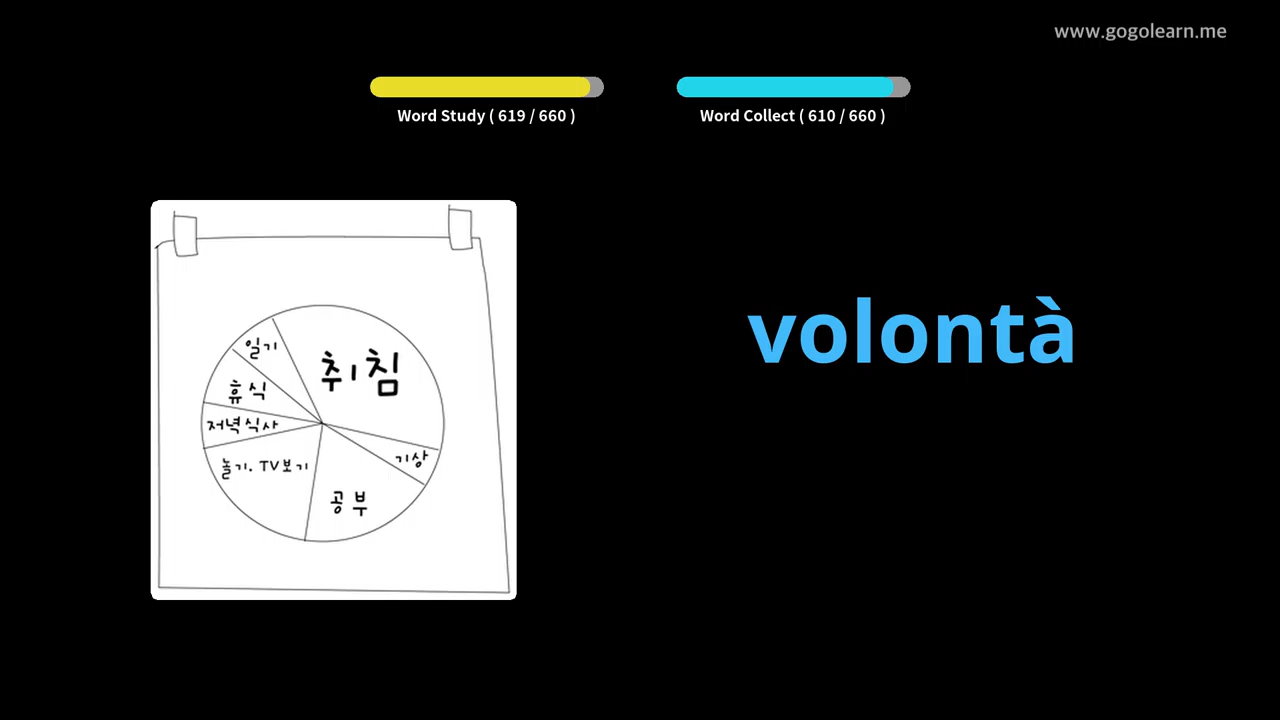 www.gogolearn.me
Word Study ( 619 / 660 )
Word Collect ( 610 / 660 )
일기
취침
휴식
저녁식사
놀기. TV보기
기상
공부
volontà